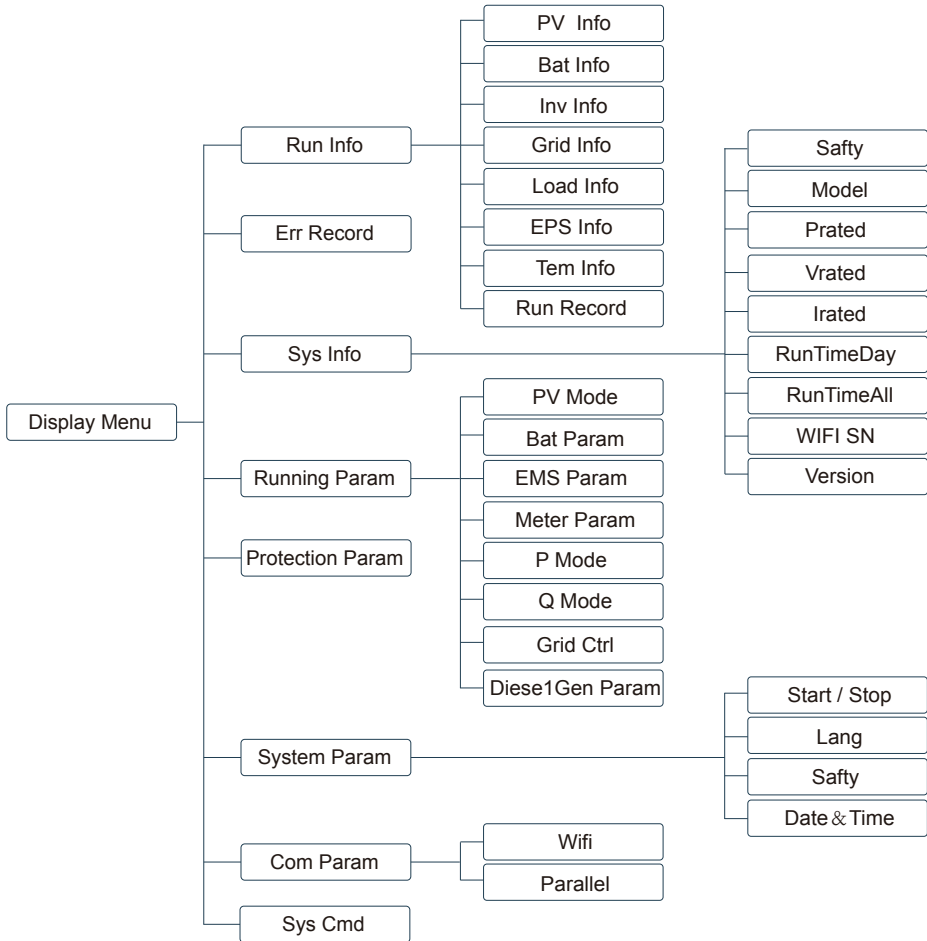 Display Menu
Run Info
PV Info
Bat Info
Inv Info
Grid Info
Load Info
EPS Info
Tem Info
Run Record
Err Record
Sys Info
Safty
Model
Prated
Vrated
Irated
RunTimeDay
RunTimeAll
WIFI SN
Version
Running Param
PV Mode
Bat Param
EMS Param
Meter Param
P Mode
Q Mode
Grid Ctrl
Diese1Gen Param
Protection Param
System Param
Start / Stop
Lang
Safty
Date＆Time
Com Param
Wifi
Parallel
Sys Cmd